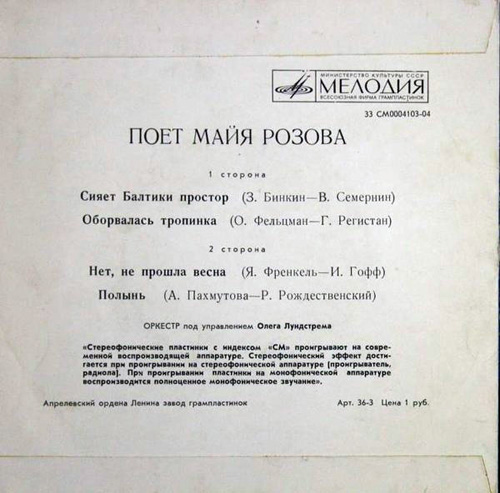 МИНИСТЕРСТВО КУЛЬТУРЫ СССР
МЕЛОДИЯ
ВСЕСОЮЗНАЯ ФИРМА ГРАМПЛАСТИНОК
33 СМ0004103-04
ПОЕТ МАЙЯ РОЗОВА
1 сторона
Сияет Балтики простор (З. Бинкин—В. Семернин)
Оборвалась тропинка (О. Фельцман—Г. Регистан)
2 сторона
Нет, не прошла весна (Я. Френкель—И. Гофф)
Полынь (А. Пахмутова—Р. Рождественский)
ОРКЕСТР под управлением Олега Лундстрема
«Стереофонические пластинки с индексом «СМ» проигрывают на совре-
менной воспроизводящей аппаратуре. Стереофонический эффект дости-
гается при проигрывании на стереофонической аппаратуре (проигрыватель,
радиола). При проигрывании пластинки на монофонической аппаратуре
воспроизводится полноценное монофоническое звучание».
Апрелевский ордена Ленина завод грампластинок Арт. 36-3 Цена 1 руб.